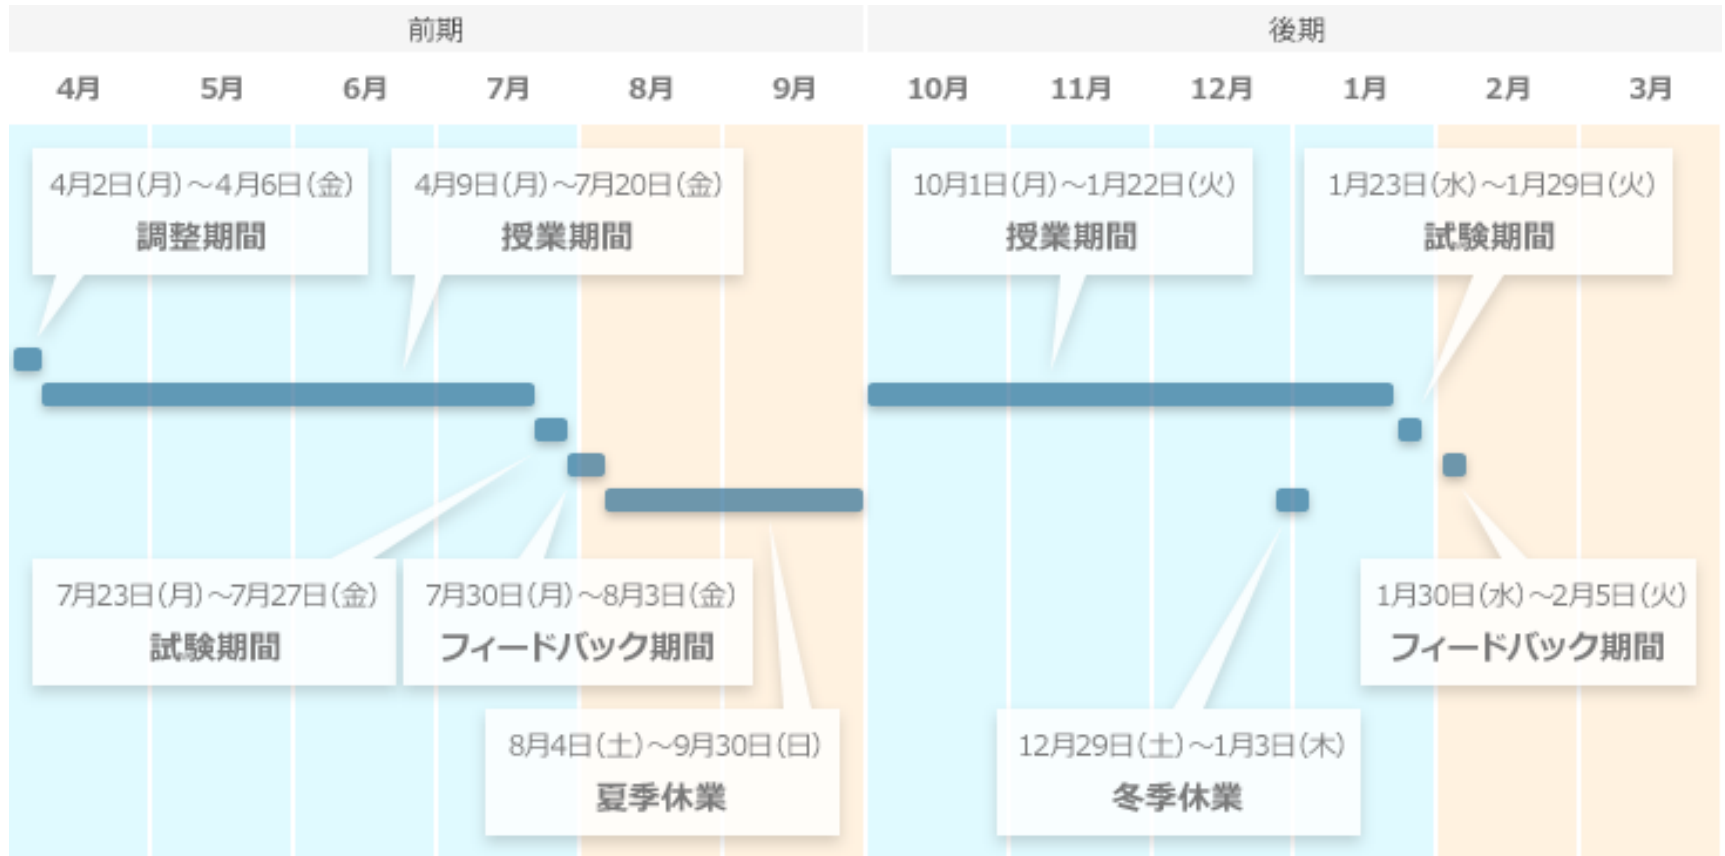 前期
後期
4月 5月 6月 7月 8月 9月 10月 11月 12月 1月 2月 3月
4月2日(月)～4月6日(金)
調整期間
4月9日(月)～7月20日(金)
授業期間
10月1日(月)～1月22日(火)
授業期間
1月23日(水)～1月29日(火)
試験期間
7月23日(月)～7月27日(金)
試験期間
7月30日(月)～8月3日(金)
フィードバック期間
1月30日(水)～2月5日(火)
フィードバック期間
8月4日(土)～9月30日(日)
夏季休業
12月29日(土)～1月3日(木)
冬季休業